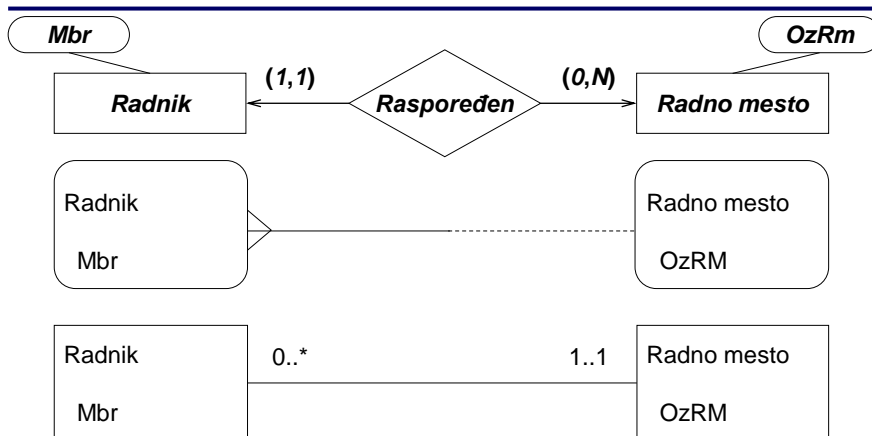 Mbr OzRm
(1,1) (0,N)
Radnik Raspoređen Radno mesto
Radnik Radno mesto
Mbr OzRM
Radnik 0..* 1..1 Radno mesto
Mbr OzRM